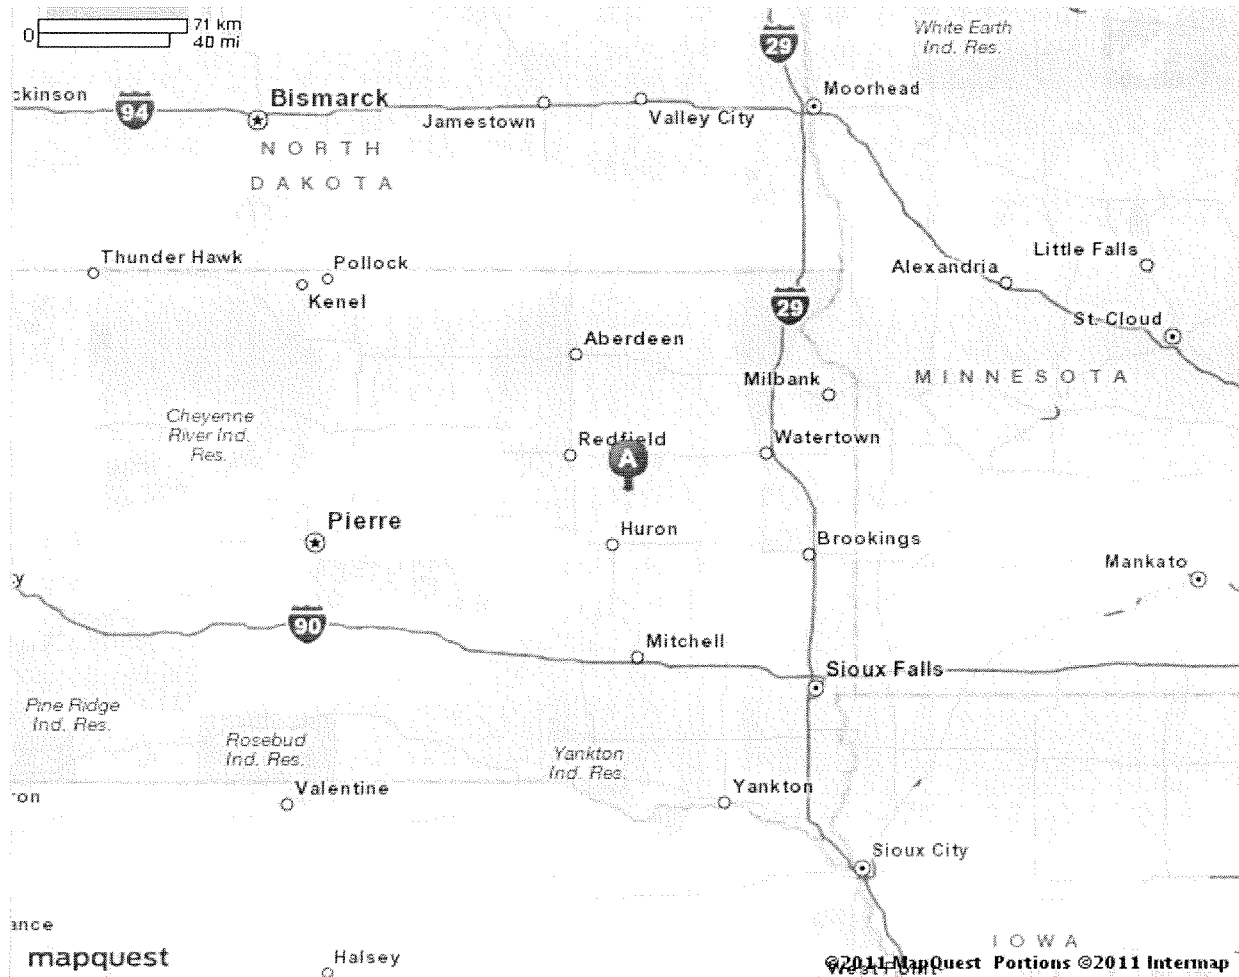 71 km
0
40 mi
29
White Earth
Ind. Res.
ckinson
94
Bismarck
Jamestown
Valley City
Moorhead
NORTH
DAKOTA
Thunder Hawk
Pollock
Kenel
Little Falls
Alexandria
29
St. Cloud
Aberdeen
Milbank
MINNESOTA
Cheyenne
River Ind.
Res.
Redfield
A
Watertown
Pierre
Huron
Brookings
Mankato
y
90
Mitchell
Sioux Falls
Pine Ridge
Ind. Res.
Rosebud
Ind. Res.
Yankton
Ind. Res.
Valentine
Yankton
ron
Sioux City
ance
IOWA
mapquest
Halsey
©2011 MapQuest Portions ©2011 Intermap
West Point